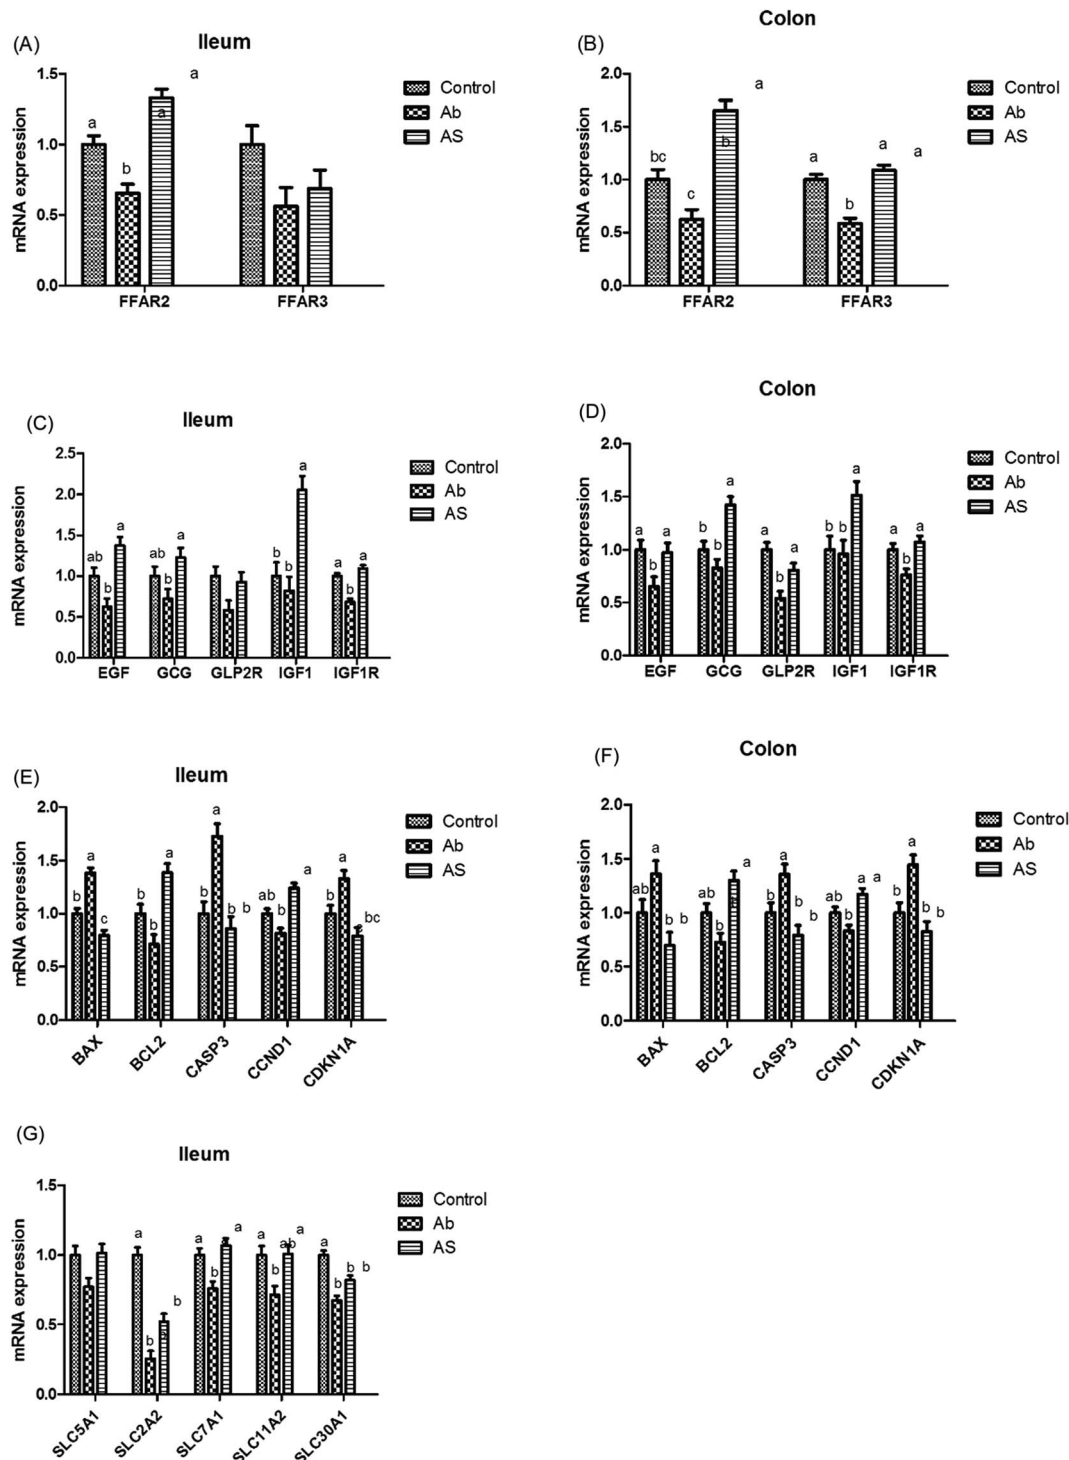 (A)
Ileum
mRNA expression
1.5
1.0
0.5
0.0
a
b
a
a
FFAR2
FFAR3
Control
Ab
AS
(B)
Colon
mRNA expression
2.0
1.5
1.0
0.5
0.0
bc
c
b
a
a
b
a
a
FFAR2
FFAR3
Control
Ab
AS
(C)
Ileum
mRNA expression
2.5
2.0
1.5
1.0
0.5
0.0
ab
b
a
ab
b
a
b
b
a
a
b
a
EGF
GCG
GLP2R
IGF1
IGF1R
Control
Ab
AS
(D)
Colon
mRNA expression
2.0
1.5
1.0
0.5
0.0
a
b
a
b
b
a
a
b
a
b
b
a
a
b
a
EGF
GCG
GLP2R
IGF1
IGF1R
Control
Ab
AS
(E)
Ileum
mRNA expression
2.0
1.5
1.0
0.5
0.0
b
a
c
b
b
a
b
a
b
b
ab
b
a
b
a
bc
BAX
BCL2
CASP3
CCND1
CDKN1A
Control
Ab
AS
(F)
Colon
mRNA expression
2.0
1.5
1.0
0.5
0.0
ab
a
b
b
ab
b
a
b
a
b
b
ab
b
a
a
b
a
b
b
BAX
BCL2
CASP3
CCND1
CDKN1A
Control
Ab
AS
(G)
Ileum
mRNA expression
1.5
1.0
0.5
0.0
a
b
b
a
b
a
a
b
ab
a
a
b
b
b
SLC5A1
SLC2A2
SLC7A1
SLC11A2
SLC30A1
Control
Ab
AS